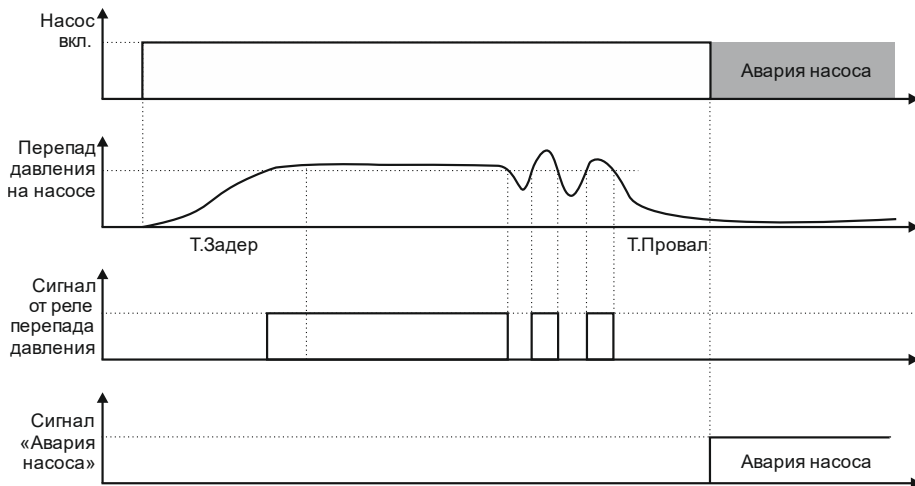 Насос
вкл.
Авария насоса
Перепад
давления
на насосе
Т.Задер
Т.Провал
Сигнал
от реле
перепада
давления
Сигнал
«Авария
насоса»
Авария насоса